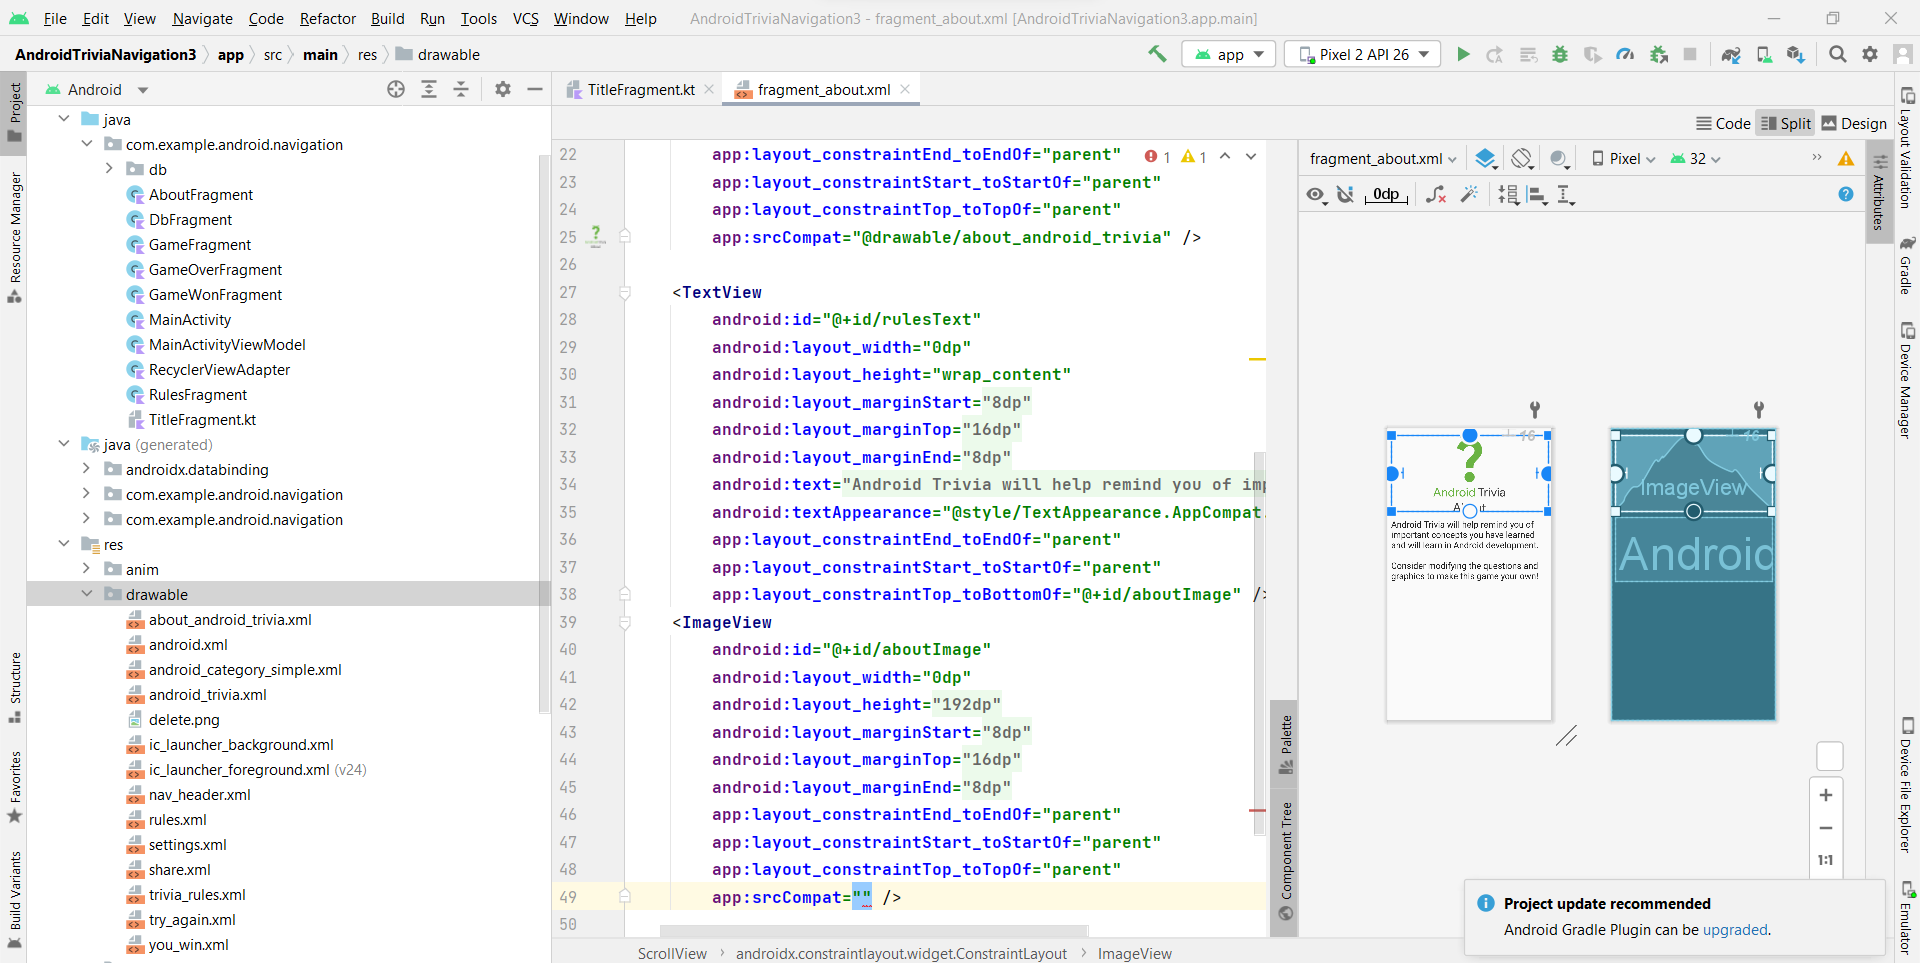 File Edit View Navigate Code Refactor Build Run Tools VCS Window Help AndroidTriviaNavigation3 - fragment_about.xml [AndroidTriviaNavigation3.app.main]
AndroidTriviaNavigation3 app src main res drawable app Pixel 2 API 26
Android
TitleFragment.kt fragment_about.xml
Code Split Design
Project
Resource Manager
Structure
Favorites
Build Variants
java
com.example.android.navigation
db
AboutFragment
DbFragment
GameFragment
GameOverFragment
GameWonFragment
MainActivity
MainActivityViewModel
RecyclerViewAdapter
RulesFragment
TitleFragment.kt
java (generated)
androidx.databinding
com.example.android.navigation
com.example.android.navigation
res
anim
drawable
about_android_trivia.xml
android.xml
android_category_simple.xml
android_trivia.xml
delete.png
ic_launcher_background.xml
ic_launcher_foreground.xml (v24)
nav_header.xml
rules.xml
settings.xml
share.xml
trivia_rules.xml
try_again.xml
you_win.xml
1 1
22 app:layout_constraintEnd_toEndOf="parent"
23 app:layout_constraintStart_toStartOf="parent"
24 app:layout_constraintTop_toTopOf="parent"
25 app:srcCompat="@drawable/about_android_trivia" />
26
27 <TextView
28 android:id="@+id/rulesText"
29 android:layout_width="0dp"
30 android:layout_height="wrap_content"
31 android:layout_marginStart="8dp"
32 android:layout_marginTop="16dp"
33 android:layout_marginEnd="8dp"
34 android:text="Android Trivia will help remind you of imp
35 android:textAppearance="@style/TextAppearance.AppCompat.
36 app:layout_constraintEnd_toEndOf="parent"
37 app:layout_constraintStart_toStartOf="parent"
38 app:layout_constraintTop_toBottomOf="@+id/aboutImage" />
39 <ImageView
40 android:id="@+id/aboutImage"
41 android:layout_width="0dp"
42 android:layout_height="192dp"
43 android:layout_marginStart="8dp"
44 android:layout_marginTop="16dp"
45 android:layout_marginEnd="8dp"
46 app:layout_constraintEnd_toEndOf="parent"
47 app:layout_constraintStart_toStartOf="parent"
48 app:layout_constraintTop_toTopOf="parent"
49 app:srcCompat="" />
50
ScrollView androidx.constraintlayout.widget.ConstraintLayout ImageView
Palette
Component Tree
fragment_about.xml Pixel 32
0dp
16
Android Trivia
Android Trivia will help remind you of
important concepts you have learned
and will learn in Android development.
Consider modifying the questions and
graphics to make this game your own!
16
ImageView
Android
1:1
Project update recommended
Android Gradle Plugin can be upgraded.
Attributes
Layout Validation
Gradle
Device Manager
Device File Explorer
Emulator